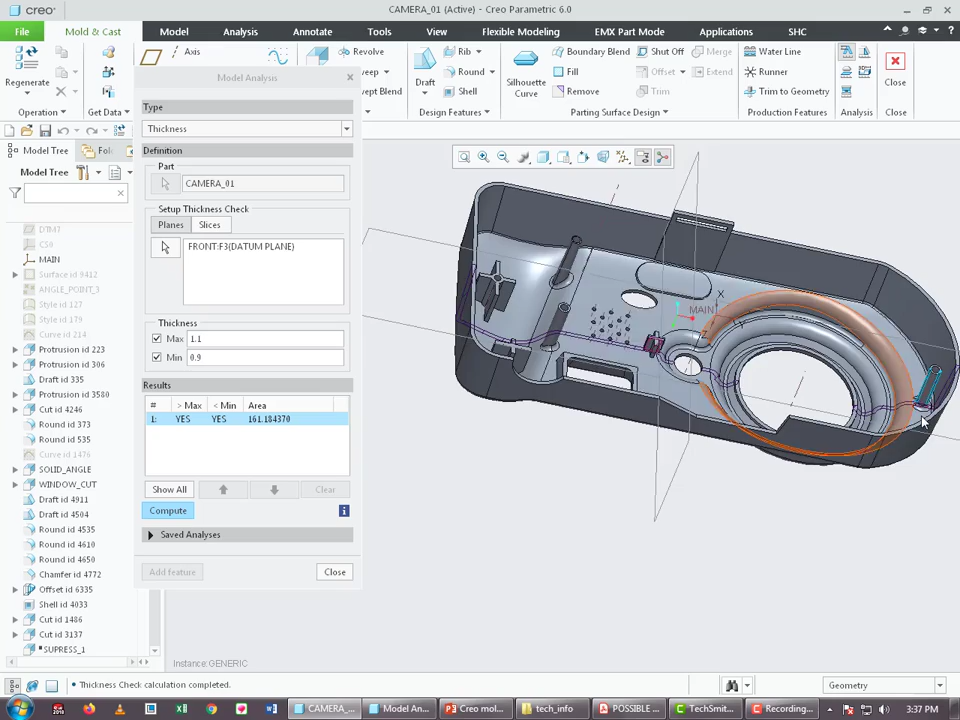 creo
CAMERA_01 (Active) - Creo Parametric 6.0
File
Mold & Cast
Model
Analysis
Annotate
Tools
View
Flexible Modeling
EMX Part Mode
Applications
SHC
Regenerate
Axis
Revolve
Draft
Rib
Round
Shell
Silhouette
Curve
Boundary Blend
Fill
Remove
Shut Off
Offset
Trim
Merge
Extend
Water Line
Runner
Trim to Geometry
Close
Operation
Get Data
Design Features
Parting Surface Design
Production Features
Analysis
Close
Model Tree
Model Tree
DTM7
CS0
MAIN
Surface id 9412
ANGLE_POINT_3
Style id 127
Style id 179
Curve id 214
Protrusion id 223
Protrusion id 306
Draft id 335
Protrusion id 3580
Cut id 4246
Round id 373
Round id 535
Curve id 1476
SOLID_ANGLE
WINDOW_CUT
Draft id 4911
Draft id 4504
Round id 4535
Round id 4610
Round id 4650
Chamfer id 4772
Offset id 6335
Shell id 4033
Cut id 1486
Cut id 3137
SUPRESS_1
Model Analysis
Type
Thickness
Definition
Part
CAMERA_01
Setup Thickness Check
Planes
Slices
FRONT:F3(DATUM PLANE)
Thickness
Max 1.1
Min 0.9
Results
# > Max < Min Area
1: YES YES 161.184370
Show All
Clear
Compute
Saved Analyses
Add feature
Close
MAIN
X
Y
Z
Instance:GENERIC
• Thickness Check calculation completed.
Geometry
CAMERA_...
Model An...
Creo mol...
tech_info
POSSIBLE ...
TechSmit...
Recording...
3:37 PM